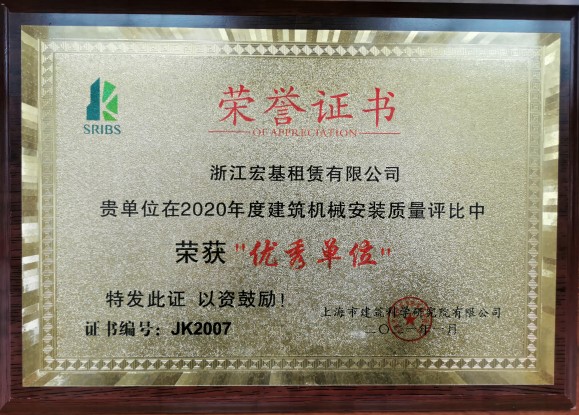 SRIBS
荣誉证书
OF APPRECIATION
浙江宏基租赁有限公司
贵单位在2020年度建筑机械安装质量评比中
荣获"优秀单位"
特发此证 以资鼓励！
上海市建筑科学研究院有限公司
证书编号：JK2007
二〇二一年一月